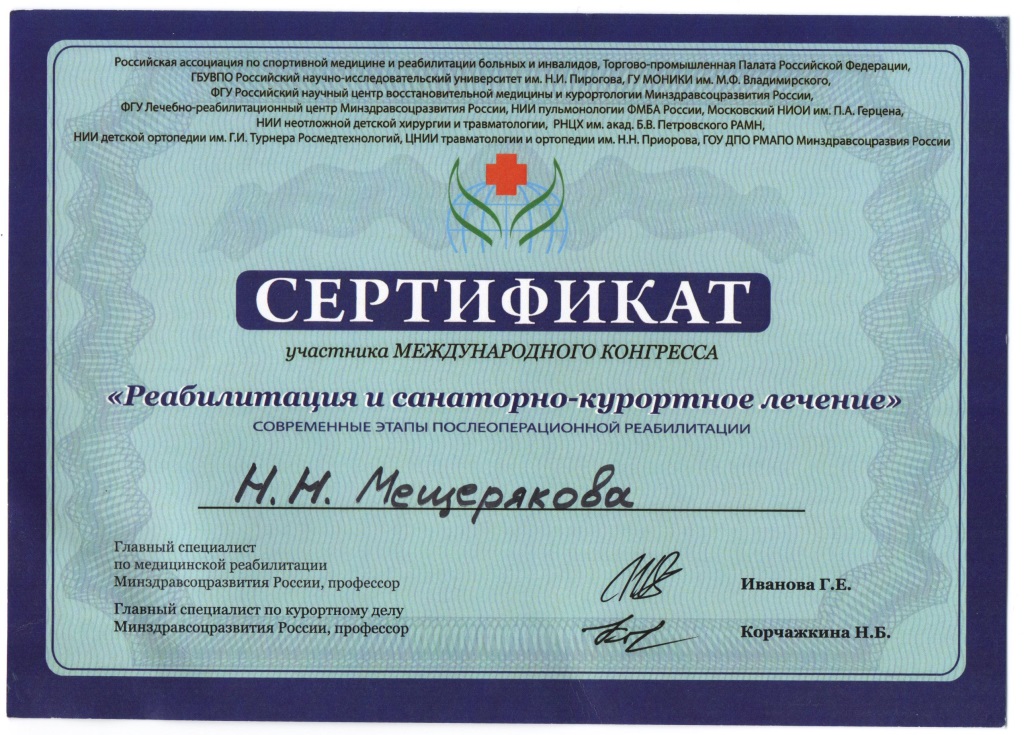 Российская ассоциация по спортивной медицине и реабилитации больных и инвалидов, Торгово-промышленная Палата Российской Федерации,
ГБУВПО Российский научно-исследовательский университет им. Н.И. Пирогова, ГУ МОНИКИ им. М.Ф. Владимирского,
ФГУ Российский научный центр восстановительной медицины и курортологии Минздравсоцразвития России,
ФГУ Лечебно-реабилитационный центр Минздравсоцразвития России, НИИ пульмонологии ФМБА России, Московский НИОИ им. П.А. Герцена,
НИИ неотложной детской хирургии и травматологии, РНЦХ им. акад. Б.В. Петровского РАМН,
НИИ детской ортопедии им. Г.И. Турнера Росмедтехнологий, ЦНИИ травматологии и ортопедии им. Н.Н. Приорова, ГОУ ДПО РМАПО Минздравсоцразвия России
СЕРТИФИКАТ
участника МЕЖДУНАРОДНОГО КОНГРЕССА
«Реабилитация и санаторно-курортное лечение»
СОВРЕМЕННЫЕ ЭТАПЫ ПОСЛЕОПЕРАЦИОННОЙ РЕАБИЛИТАЦИИ
Н.Н. Мещерякова
Главный специалист
по медицинской реабилитации
Минздравсоцразвития России, профессор
Иванова Г.Е.
Главный специалист по курортному делу
Минздравсоцразвития России, профессор
Корчажкина Н.Б.